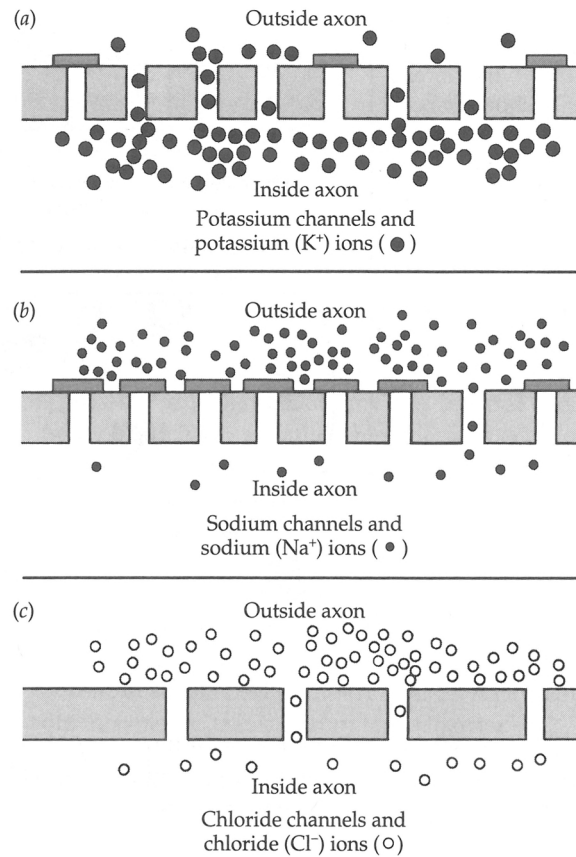 (a)
Outside axon
Inside axon
Potassium channels and
potassium (K⁺) ions ( ● )
(b)
Outside axon
Inside axon
Sodium channels and
sodium (Na⁺) ions ( • )
(c)
Outside axon
Inside axon
Chloride channels and
chloride (Cl⁻) ions ( ○ )